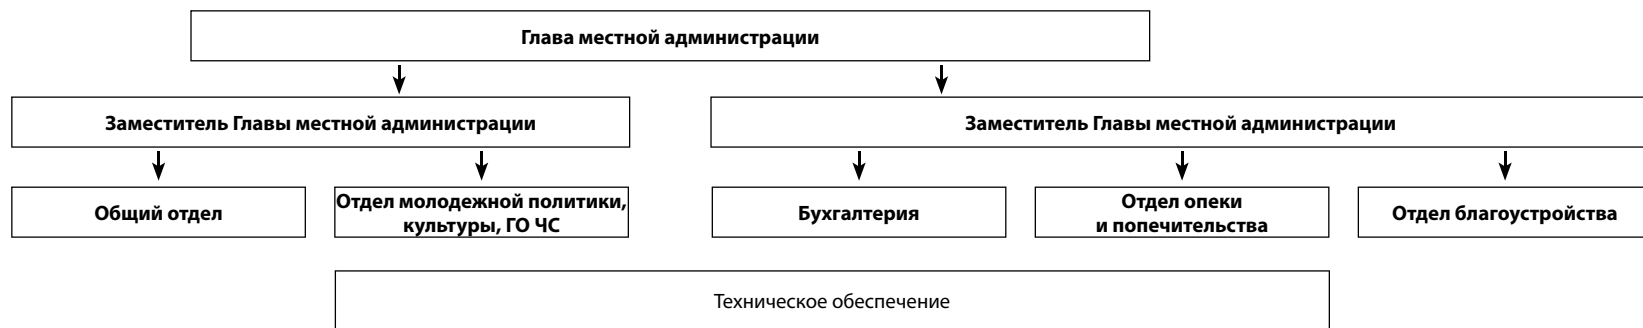 Глава местной администрации
Заместитель Главы местной администрации
Заместитель Главы местной администрации
Общий отдел
Отдел молодежной политики,
культуры, ГО ЧС
Бухгалтерия
Отдел опеки
и попечительства
Отдел благоустройства
Техническое обеспечение